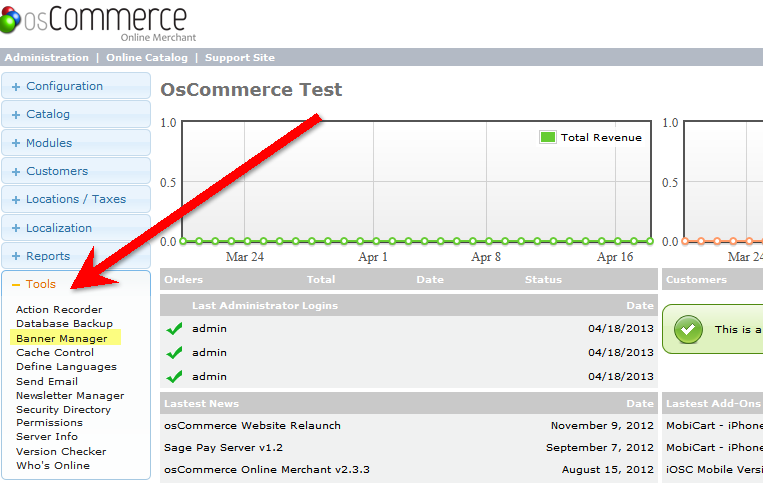 osCommerce
Online Merchant
Administration | Online Catalog | Support Site
+ Configuration
+ Catalog
+ Modules
+ Customers
+ Locations / Taxes
+ Localization
+ Reports
− Tools
Action Recorder
Database Backup
Banner Manager
Cache Control
Define Languages
Send Email
Newsletter Manager
Security Directory
Permissions
Server Info
Version Checker
Who's Online
OsCommerce Test
1.0
0.5
0.0
Total Revenue
Mar 24 Apr 1 Apr 8 Apr 16
1.0
0.5
0.0
Mar 24
Orders Total Date Status
Customers
Last Administrator Logins Date
admin 04/18/2013
admin 04/18/2013
admin 04/18/2013
This is a
Lastest News Date
osCommerce Website Relaunch November 9, 2012
Sage Pay Server v1.2 September 7, 2012
osCommerce Online Merchant v2.3.3 August 15, 2012
Lastest Add-Ons
MobiCart - iPhone
MobiCart - iPhone
iOSC Mobile Versi